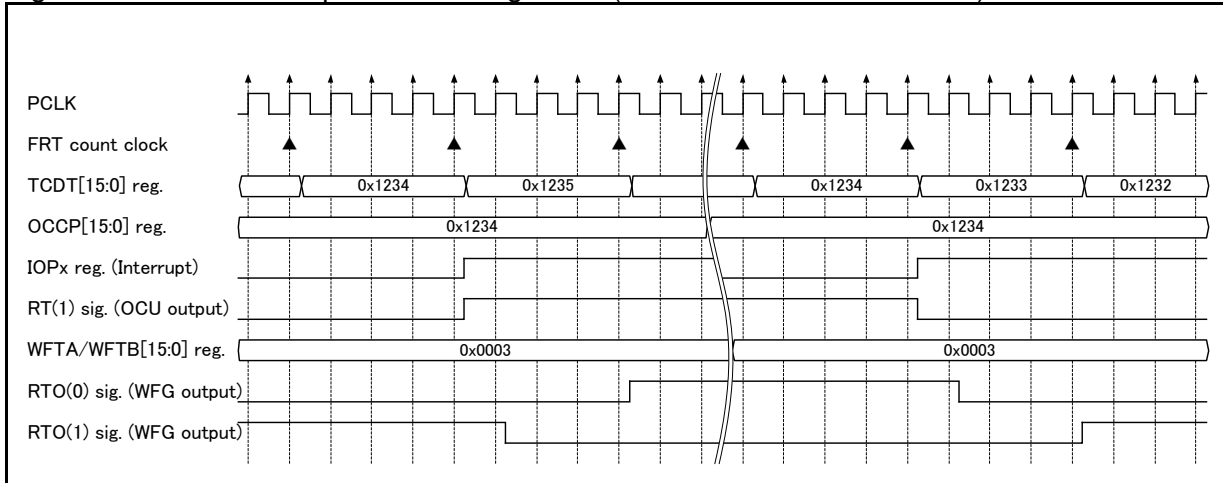 PCLK
FRT count clock
TCDT[15:0] reg. 0x1234 0x1235 0x1234 0x1233 0x1232
OCCP[15:0] reg. 0x1234 0x1234
IOPx reg. (Interrupt)
RT(1) sig. (OCU output)
WFTA/WFTB[15:0] reg. 0x0003 0x0003
RTO(0) sig. (WFG output)
RTO(1) sig. (WFG output)